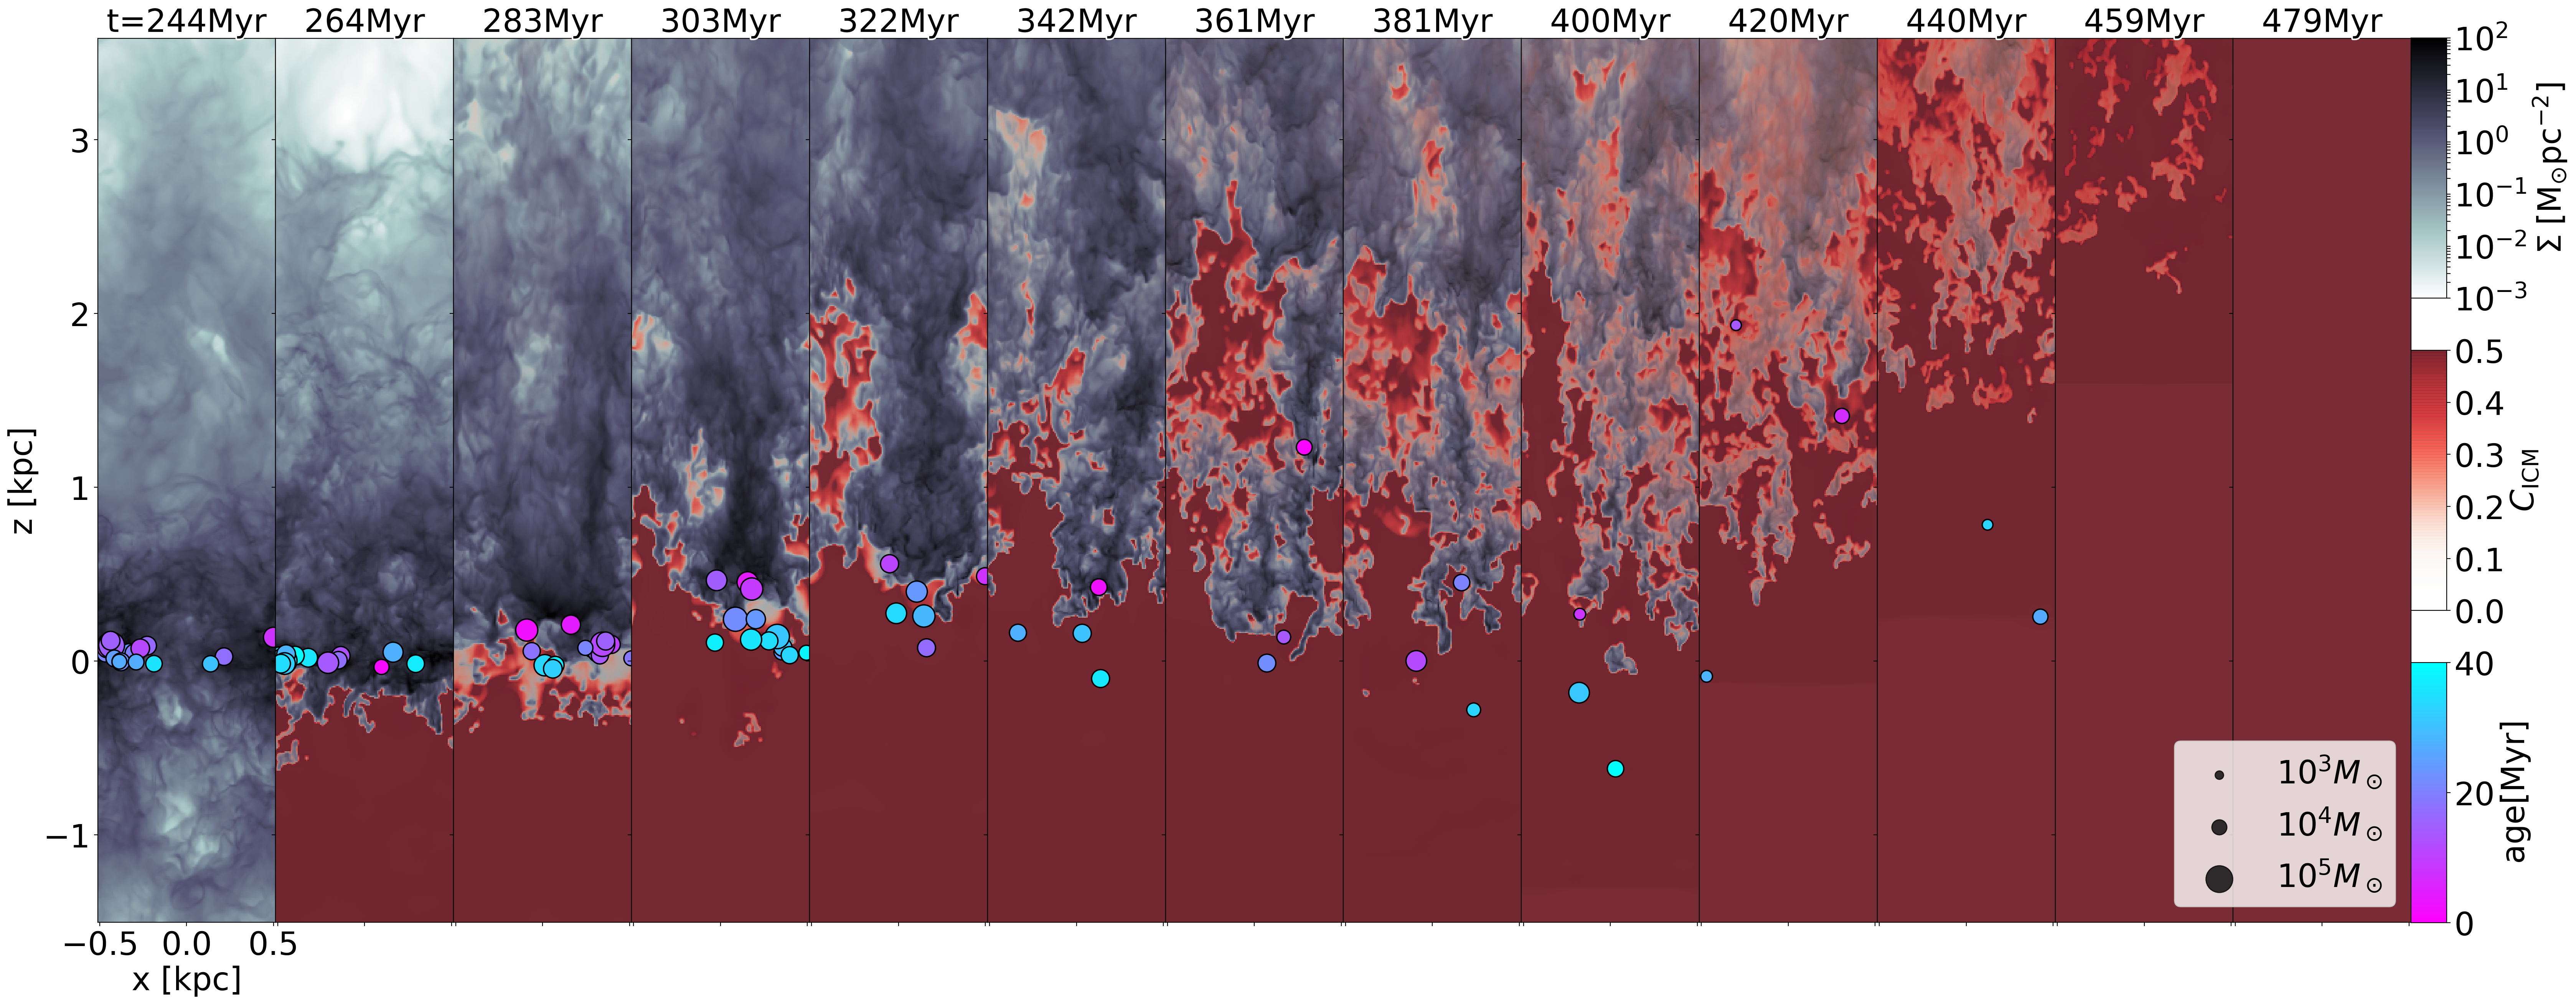 t=244Myr 264Myr 283Myr 303Myr 322Myr 342Myr 361Myr 381Myr 400Myr 420Myr 440Myr 459Myr 479Myr
z [kpc]
3
2
1
0
−1
−0.5 0.0 0.5
x [kpc]
10²
10¹
10⁰
10⁻¹
10⁻²
10⁻³
Σ [M⊙pc⁻²]
0.5
0.4
0.3
0.2
0.1
0.0
C_ICM
40
20
0
age[Myr]
10³M⊙
10⁴M⊙
10⁵M⊙